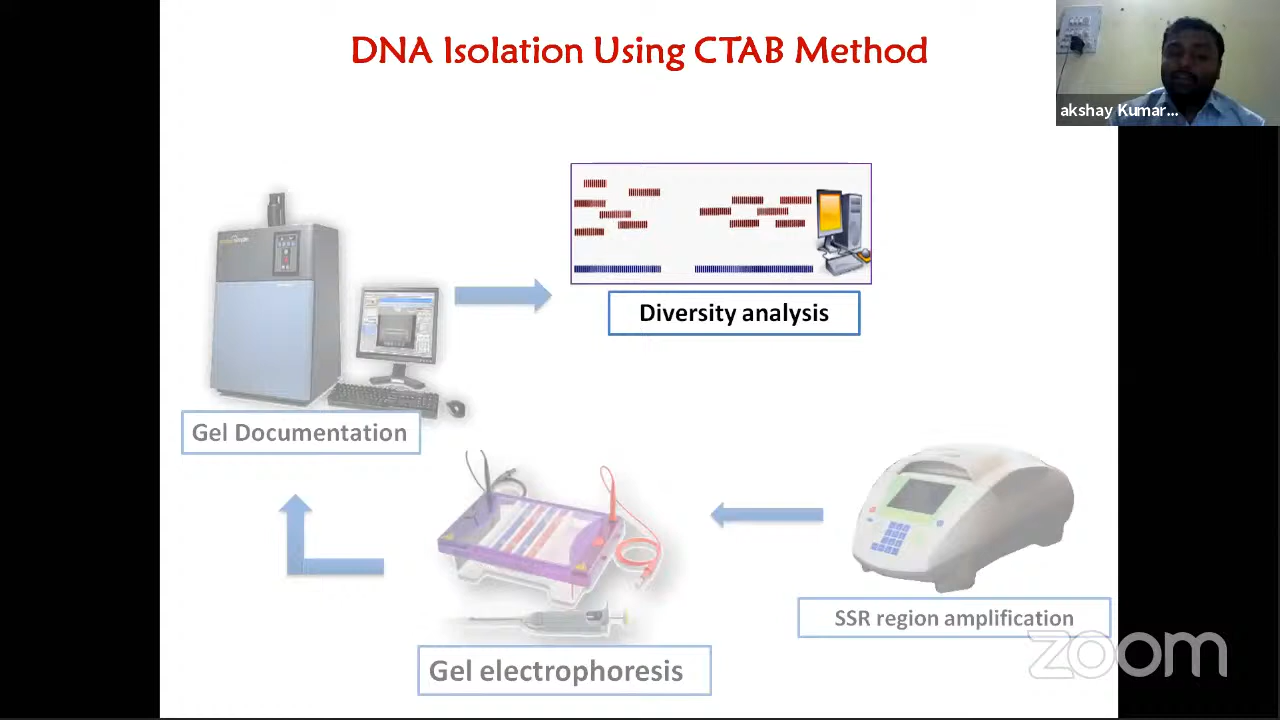 DNA Isolation Using CTAB Method
akshay Kumar...
Diversity analysis
Gel Documentation
SSR region amplification
Gel electrophoresis
zoom